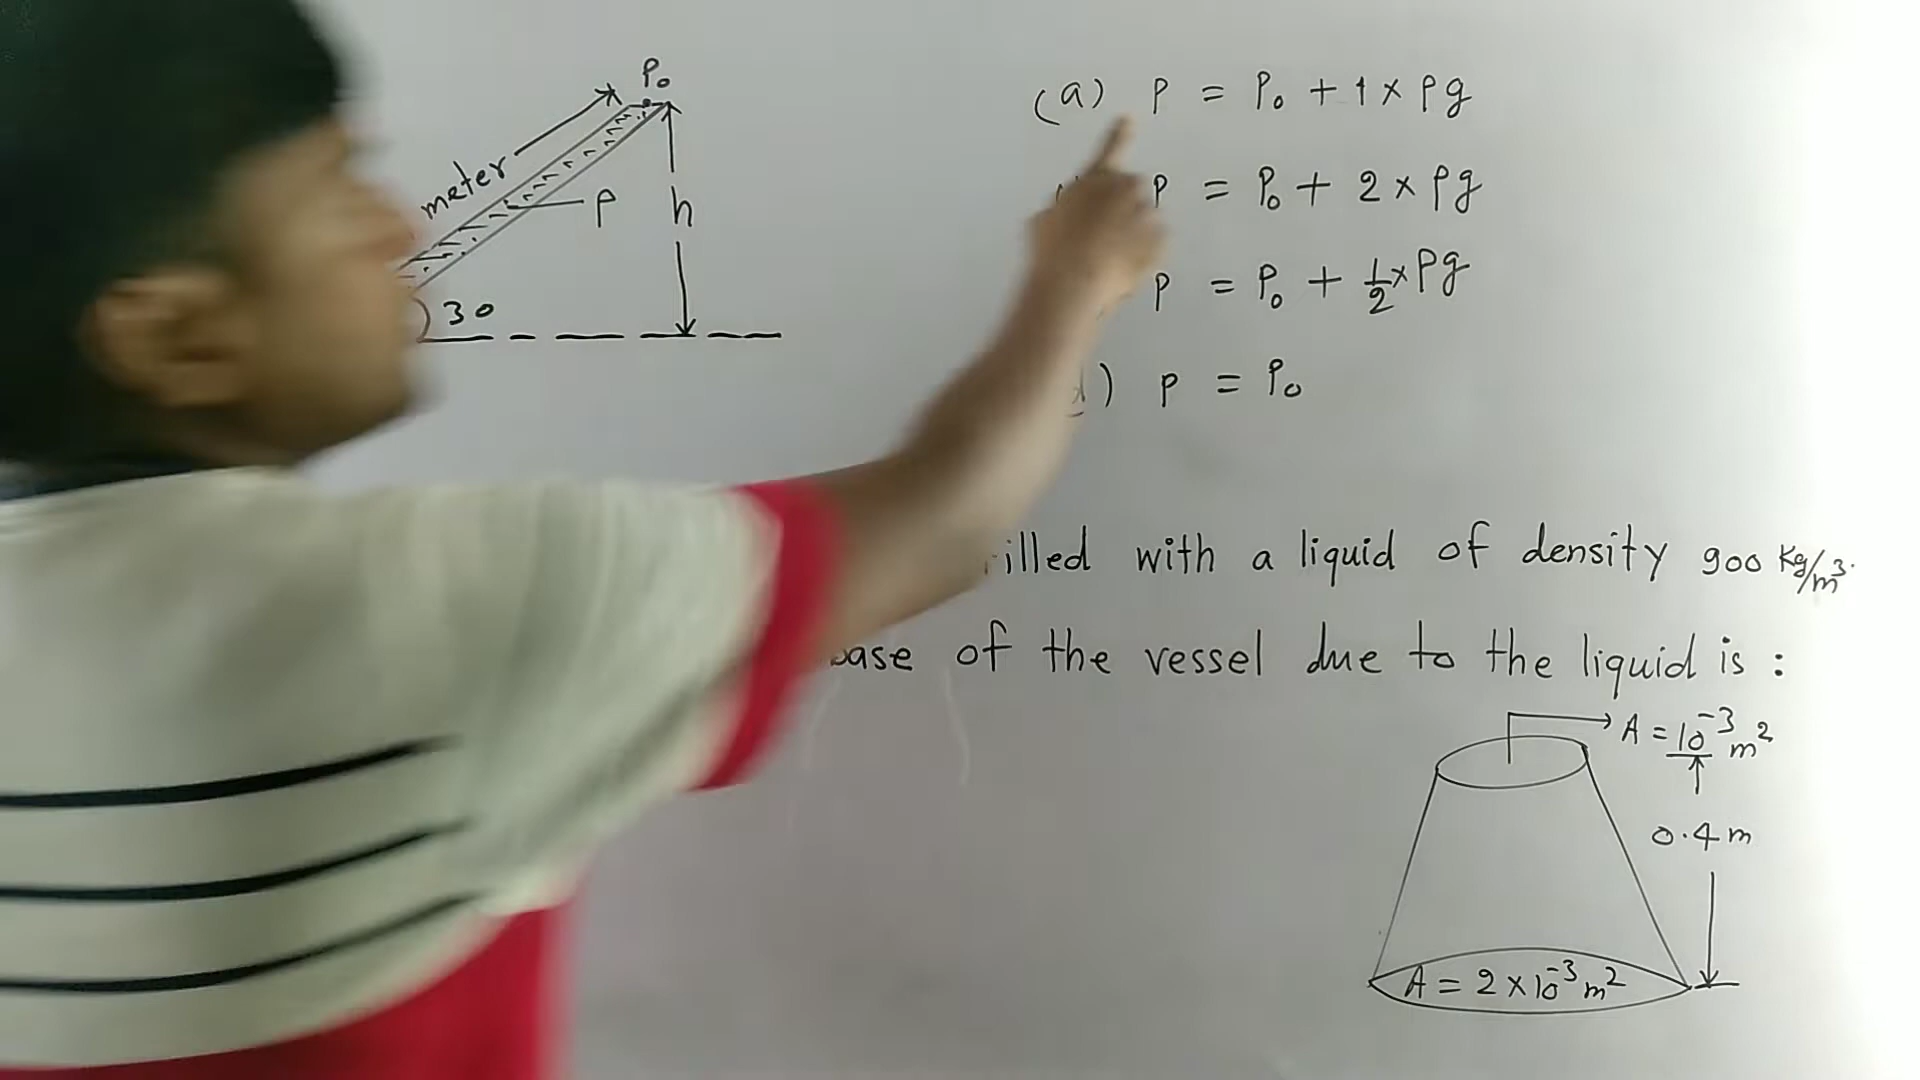 P₀
meter
ρ
h
30
(a) P = P₀ + 1 × ρg
P = P₀ + 2 × ρg
P = P₀ + 1/2 × ρg
d) P = P₀
with a liquid of density 900 kg/m³.
of the vessel due to the liquid is :
A = 10⁻³ m²
0.4 m
A = 2 × 10⁻³ m²